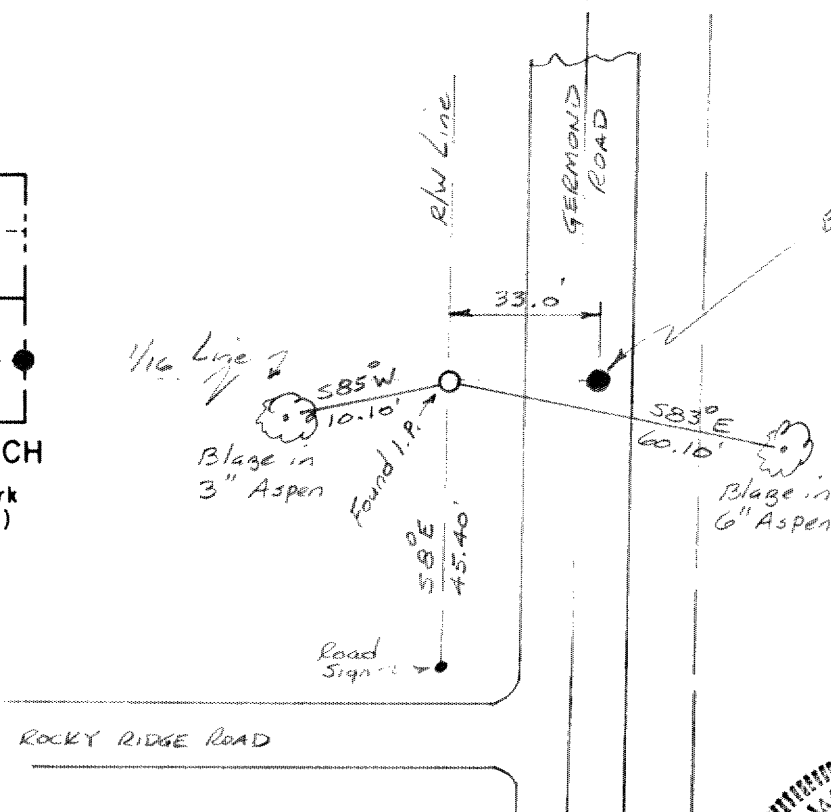 R/W Line
GERMOND
ROAD
33.0'
1/16 Line
S85°W
10.10'
S83°E
60.10'
CH
rk
)
Blaze in
3" Aspen
Found I.P.
Blaze in
6" Aspen
S8°E
45.40'
Road
Sign
ROCKY RIDGE ROAD